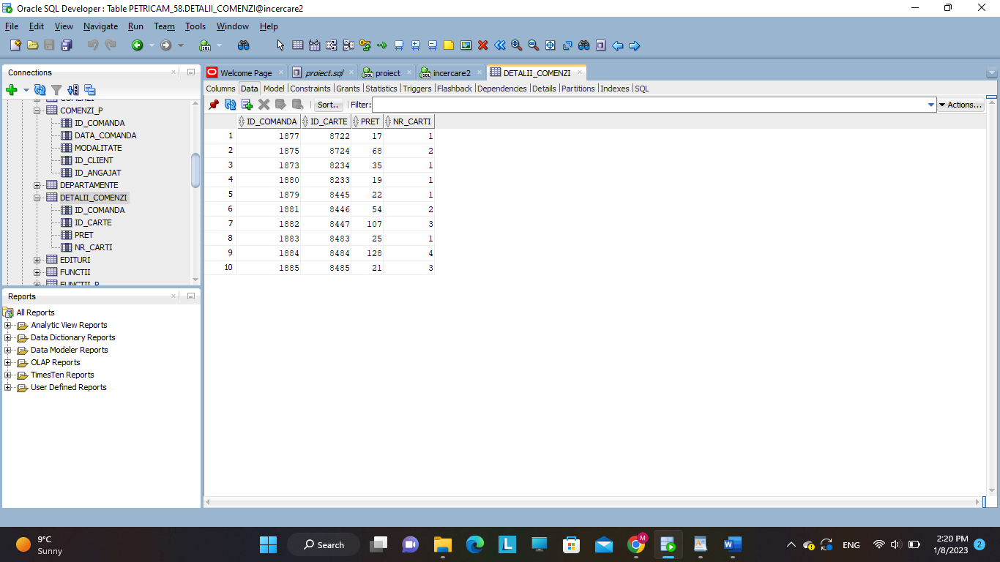 Oracle SQL Developer : Table PETRICAM_58.DETALII_COMENZI@incercare2
File Edit View Navigate Run Team Tools Window Help
Connections
COMENZI
COMENZI_P
ID_COMANDA
DATA_COMANDA
MODALITATE
ID_CLIENT
ID_ANGAJAT
DEPARTAMENTE
DETALII_COMENZI
ID_COMANDA
ID_CARTE
PRET
NR_CARTI
EDITURI
FUNCTII
FUNCTII_P
Reports
All Reports
Analytic View Reports
Data Dictionary Reports
Data Modeler Reports
OLAP Reports
TimesTen Reports
User Defined Reports
Welcome Page proiect.sql proiect incercare2 DETALII_COMENZI
Columns Data Model Constraints Grants Statistics Triggers Flashback Dependencies Details Partitions Indexes SQL
Sort.. Filter: Actions...
ID_COMANDA ID_CARTE PRET NR_CARTI
1 1877 8722 17 1
2 1875 8724 68 2
3 1873 8234 35 1
4 1880 8233 19 1
5 1879 8445 22 1
6 1881 8446 54 2
7 1882 8447 107 3
8 1883 8483 25 1
9 1884 8484 128 4
10 1885 8485 21 3
9°C
Sunny
Search
M
ENG
2:20 PM
1/8/2023
2